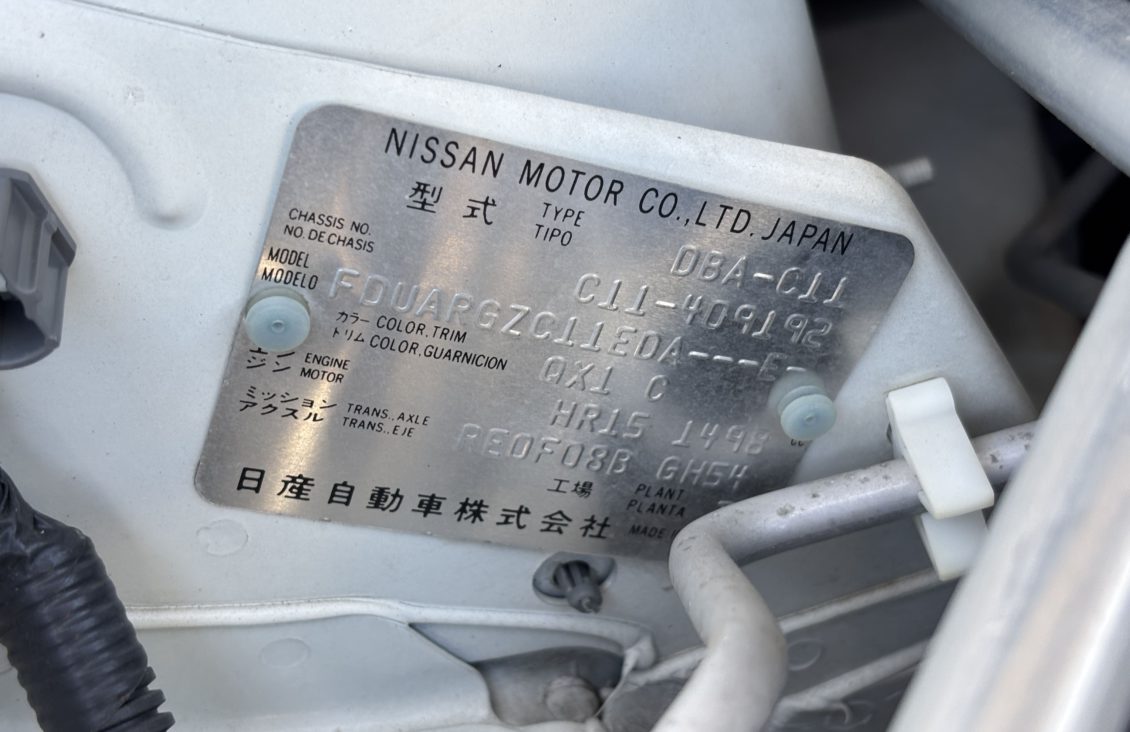 NISSAN MOTOR CO.,LTD. JAPAN
型式 TYPE TIPO DBA-C11
CHASSIS NO. NO. DE CHASIS C11-409192
MODEL MODELO FDUARGZC11EDA---E-
カラー トリム COLOR,TRIM COLOR,GUARNICION QX1 C
ジン ENGINE MOTOR HR15 1498 cc
ミッション アクスル TRANS.,AXLE TRANS.,EJE RE0F08B GH54
工場 PLANT PLANTA
日産自動車株式会社 MADE